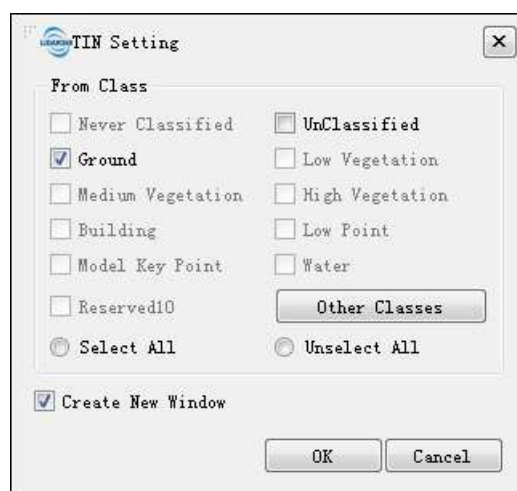 TIN Setting
From Class
Never Classified UnClassified
Ground Low Vegetation
Medium Vegetation High Vegetation
Building Low Point
Model Key Point Water
Reserved10 Other Classes
Select All Unselect All
Create New Window
OK Cancel